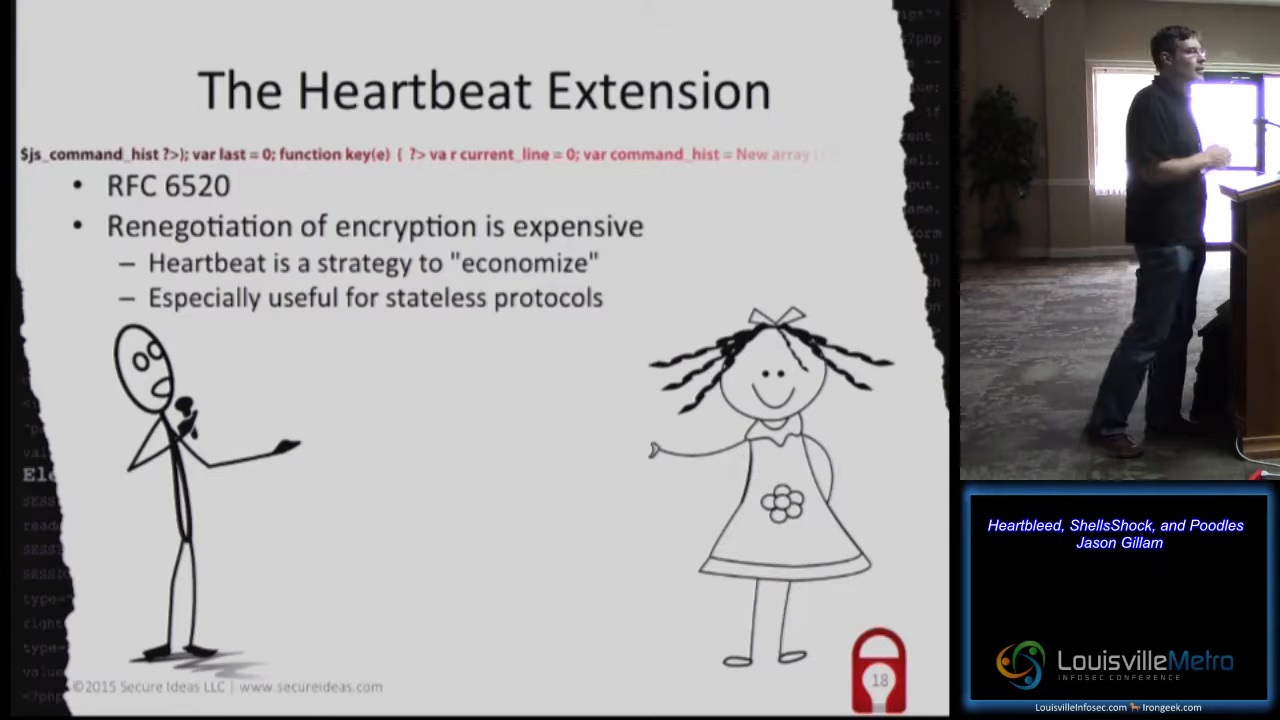 The Heartbeat Extension
$js_command_hist ?>); var last = 0; function key(e) { ?> va r current_line = 0; var command_hist = New array
• RFC 6520
• Renegotiation of encryption is expensive
– Heartbeat is a strategy to "economize"
– Especially useful for stateless protocols
©2015 Secure Ideas LLC | www.secureideas.com
18
Heartbleed, ShellsShock, and Poodles
Jason Gillam
LouisvilleMetro
INFOSEC CONFERENCE
LouisvilleInfosec.com Irongeek.com